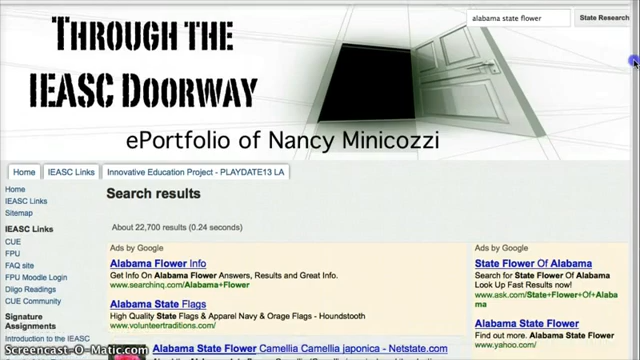 alabama state flower
State Research
THROUGH THE
IEASC DOORWAY
ePortfolio of Nancy Minicozzi
Home
IEASC Links
Innovative Education Project - PLAYDATE13 LA
Home
IEASC Links
Sitemap
IEASC Links
CUE
FPU
FAQ site
FPU Moodle Login
Diigo Readings
CUE Community
Signature
Assignments
Introduction to the IEASC
Search results
About 22,700 results (0.24 seconds)
Ads by Google
Alabama Flower Info
Get Info On Alabama Flower Answers, Results and Great Info.
www.searchinq.com/Alabama+Flower
Alabama State Flags
High Quality State Flags & Apparel Navy & Orage Flags - Houndstooth
www.volunteertraditions.com/
Alabama State Flower Camellia Camellia japonica - Netstate.com
Ads by Google
State Flower Of Alabama
Search for State Flower Of Alabama
Look Up Fast Results now!
www.ask.com/State+Flower+Of+Alaba
ma
Alabama State Flower
Find out more. Alabama State Flower
www.yahoo.com/
Screencast-O-Matic.com